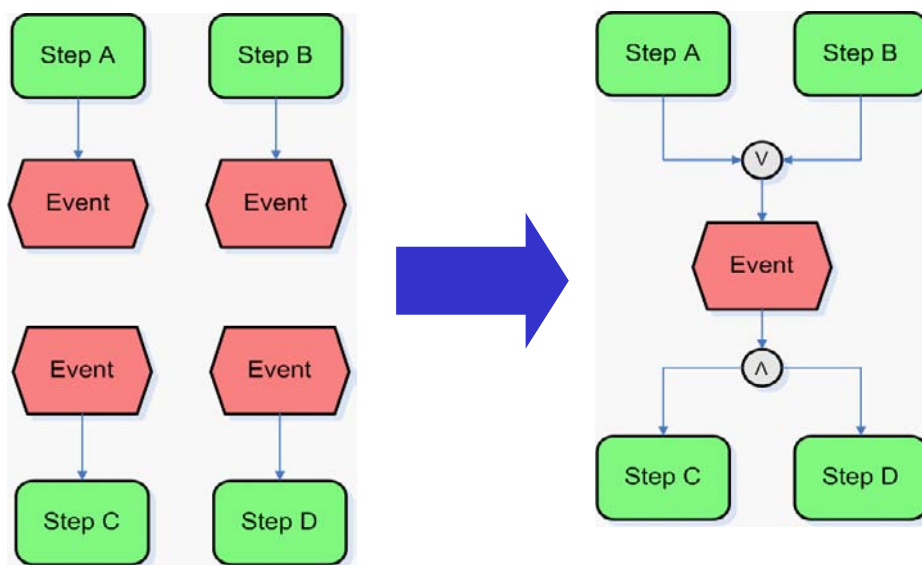 Step A
Step B
Event
Event
Event
Event
Step C
Step D
Step A
Step B
V
Event
Λ
Step C
Step D